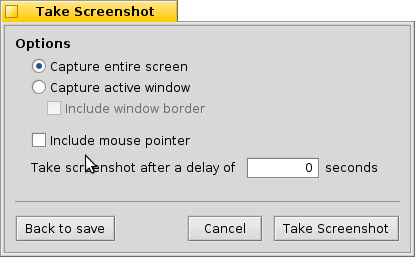 Take Screenshot
Options
Capture entire screen
Capture active window
Include window border
Include mouse pointer
Take screenshot after a delay of 0 seconds
Back to save Cancel Take Screenshot